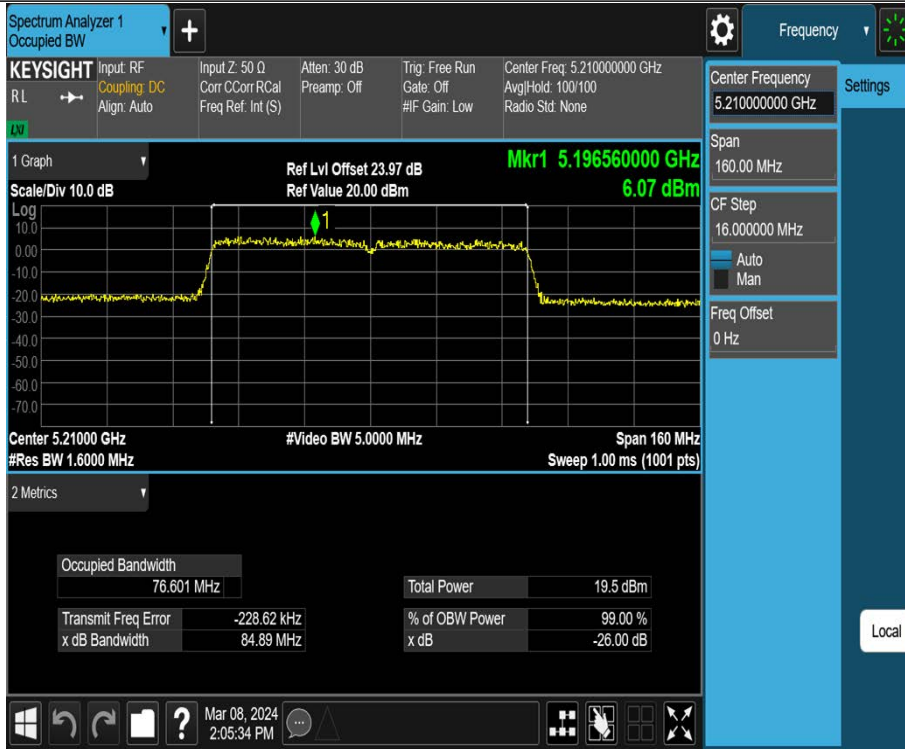 Spectrum Analyzer 1
Occupied BW
+
Frequency
KEYSIGHT
R L
LXI
Input: RF
Coupling: DC
Align: Auto
Input Z: 50 Ω
Corr CCorr RCal
Freq Ref: Int (S)
Atten: 30 dB
Preamp: Off
Trig: Free Run
Gate: Off
#IF Gain: Low
Center Freq: 5.210000000 GHz
Avg|Hold: 100/100
Radio Std: None
Center Frequency
5.210000000 GHz
Settings
Span
160.00 MHz
CF Step
16.000000 MHz
Auto
Man
Freq Offset
0 Hz
1 Graph
Scale/Div 10.0 dB
Ref Lvl Offset 23.97 dB
Ref Value 20.00 dBm
Mkr1 5.196560000 GHz
6.07 dBm
Log
10.0
0.00
-10.0
-20.0
-30.0
-40.0
-50.0
-60.0
-70.0
1
Center 5.21000 GHz
#Res BW 1.6000 MHz
#Video BW 5.0000 MHz
Span 160 MHz
Sweep 1.00 ms (1001 pts)
2 Metrics
Occupied Bandwidth
76.601 MHz
Total Power 19.5 dBm
Transmit Freq Error -228.62 kHz
% of OBW Power 99.00 %
x dB Bandwidth 84.89 MHz
x dB -26.00 dB
Local
?
Mar 08, 2024
2:05:34 PM